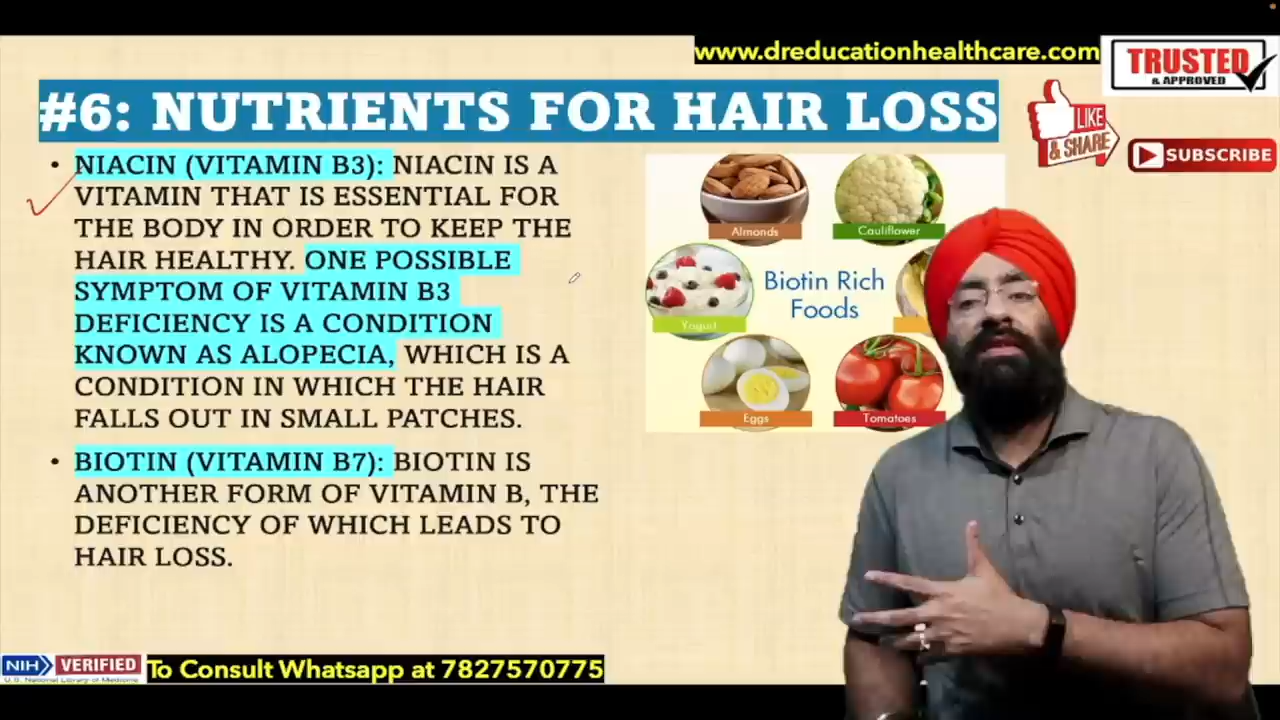 www.dreducationhealthcare.com
TRUSTED
& APPROVED
#6: NUTRIENTS FOR HAIR LOSS
LIKE
& SHARE
SUBSCRIBE
• NIACIN (VITAMIN B3): NIACIN IS A
VITAMIN THAT IS ESSENTIAL FOR
THE BODY IN ORDER TO KEEP THE
HAIR HEALTHY. ONE POSSIBLE
SYMPTOM OF VITAMIN B3
DEFICIENCY IS A CONDITION
KNOWN AS ALOPECIA, WHICH IS A
CONDITION IN WHICH THE HAIR
FALLS OUT IN SMALL PATCHES.
• BIOTIN (VITAMIN B7): BIOTIN IS
ANOTHER FORM OF VITAMIN B, THE
DEFICIENCY OF WHICH LEADS TO
HAIR LOSS.
Almonds
Cauliflower
Biotin Rich
Foods
Yogurt
Eggs
Tomatoes
NIH VERIFIED
U.S. National Library of Medicine
To Consult Whatsapp at 7827570775